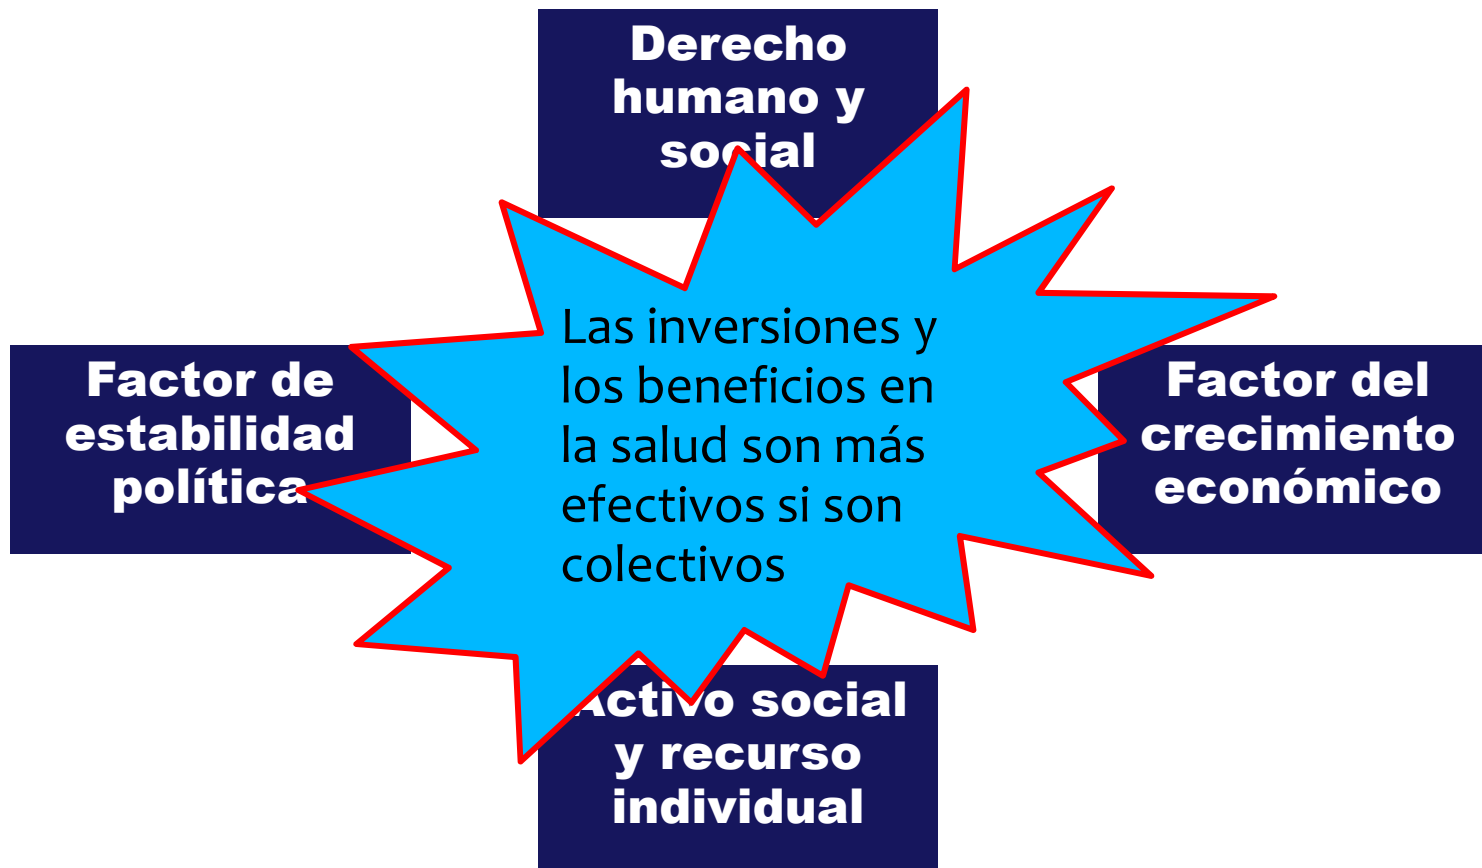 Derecho
humano y
social
Las inversiones y
los beneficios en
la salud son más
efectivos si son
colectivos
Factor de
estabilidad
política
Factor del
crecimiento
económico
Activo social
y recurso
individual